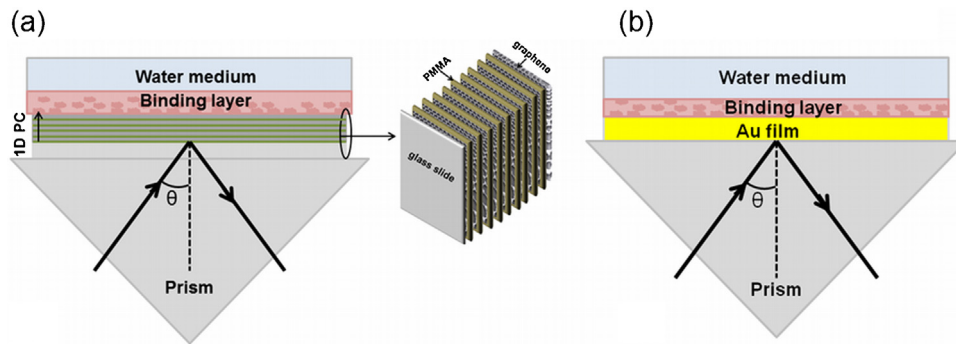 (a)
Water medium
Binding layer
1D PC
θ
Prism
PMMA
graphene
glass slide
(b)
Water medium
Binding layer
Au film
θ
Prism